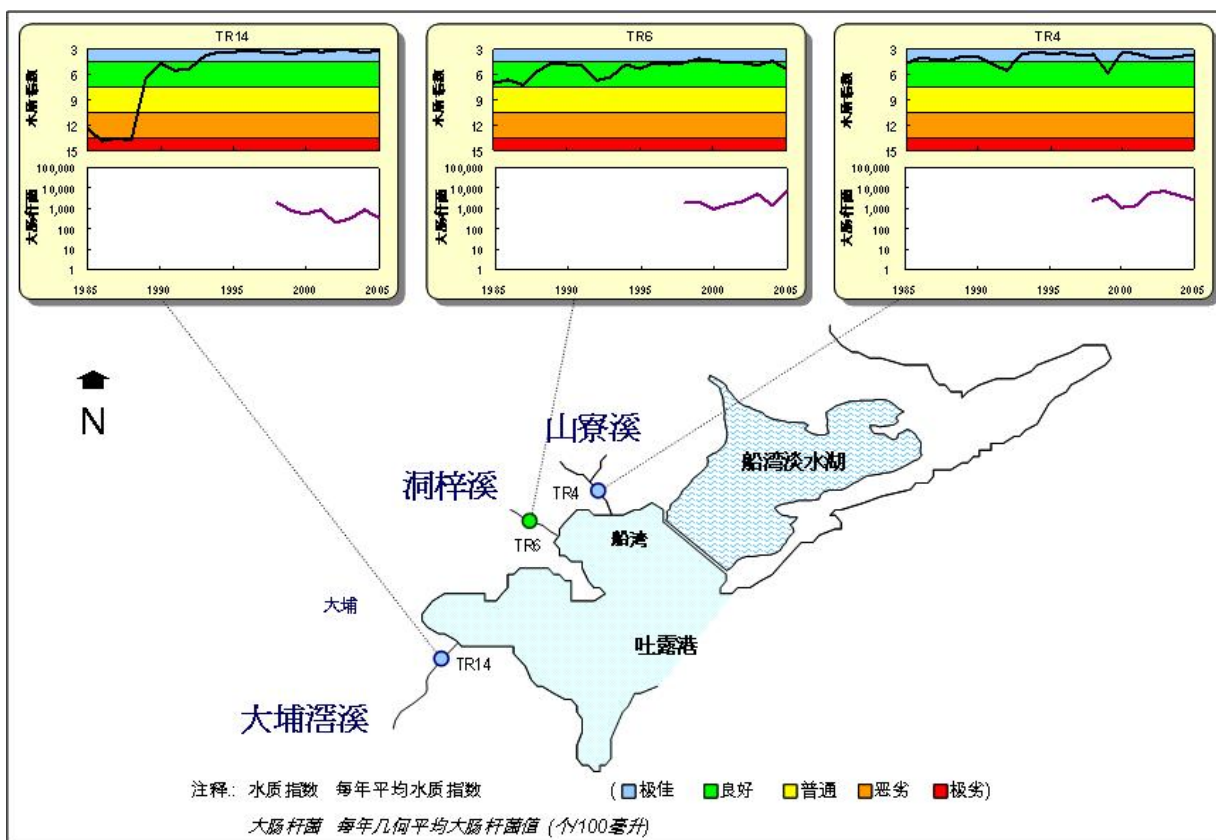 TR14
3
6
9
12
15
水质指数
100,000
10,000
1,000
100
10
1
大肠杆菌
1985 1990 1995 2000 2005
TR6
3
6
9
12
15
水质指数
100,000
10,000
1,000
100
10
1
大肠杆菌
1985 1990 1995 2000 2005
TR4
3
6
9
12
15
水质指数
100,000
10,000
1,000
100
10
1
大肠杆菌
1985 1990 1995 2000 2005
N
山寮溪
船湾淡水湖
洞梓溪
TR4
TR6
船湾
大埔
吐露港
TR14
大埔滘溪
注释: 水质指数 每年平均水质指数 (极佳 良好 普通 恶劣 极劣)
大肠杆菌 每年几何平均大肠杆菌值 (个/100毫升)